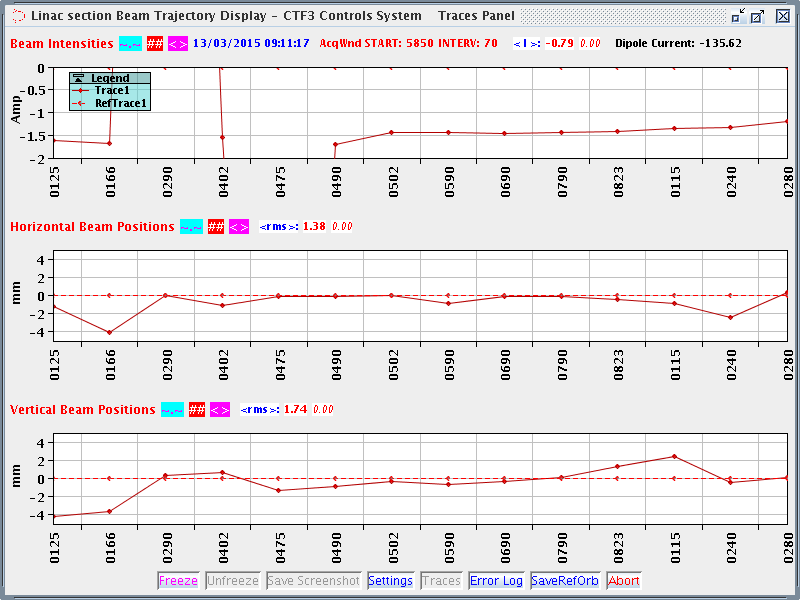 Linac section Beam Trajectory Display - CTF3 Controls System Traces Panel
Beam Intensities ~.~ ## <> 13/03/2015 09:11:17 AcqWnd START: 5850 INTERV: 70 <I>: -0.79 0.00 Dipole Current: -135.62
Legend
Trace1
RefTrace1
Amp
0
-0.5
-1
-1.5
-2
0125 0166 0290 0402 0475 0490 0502 0590 0690 0790 0823 0115 0240 0280
Horizontal Beam Positions ~.~ ## <> <rms>: 1.38 0.00
mm
4
2
0
-2
-4
0125 0166 0290 0402 0475 0490 0502 0590 0690 0790 0823 0115 0240 0280
Vertical Beam Positions ~.~ ## <> <rms>: 1.74 0.00
mm
4
2
0
-2
-4
0125 0166 0290 0402 0475 0490 0502 0590 0690 0790 0823 0115 0240 0280
Freeze Unfreeze Save Screenshot Settings Traces Error Log SaveRefOrb Abort